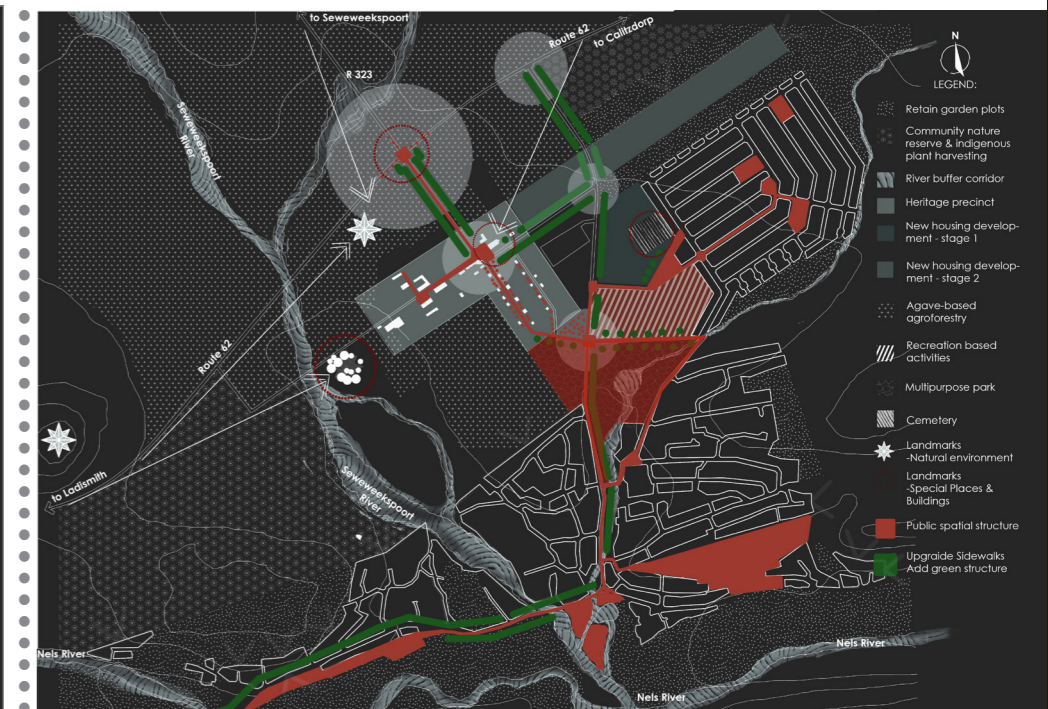 to Seweweekspoort
Route 62
to Calitzdorp
R 323
Seweweekspoort
River
Route 62
to Ladismith
Seweweekspoort
River
Nels River
Nels River
Nels River
N
LEGEND:
Retain garden plots
Community nature
reserve & indigenous
plant harvesting
River buffer corridor
Heritage precinct
New housing develop-
ment - stage 1
New housing develop-
ment - stage 2
Agave-based
agroforestry
Recreation based
activities
Multipurpose park
Cemetery
Landmarks
-Natural environment
Landmarks
-Special Places &
Buildings
Public spatial structure
Upgraide Sidewalks
Add green structure